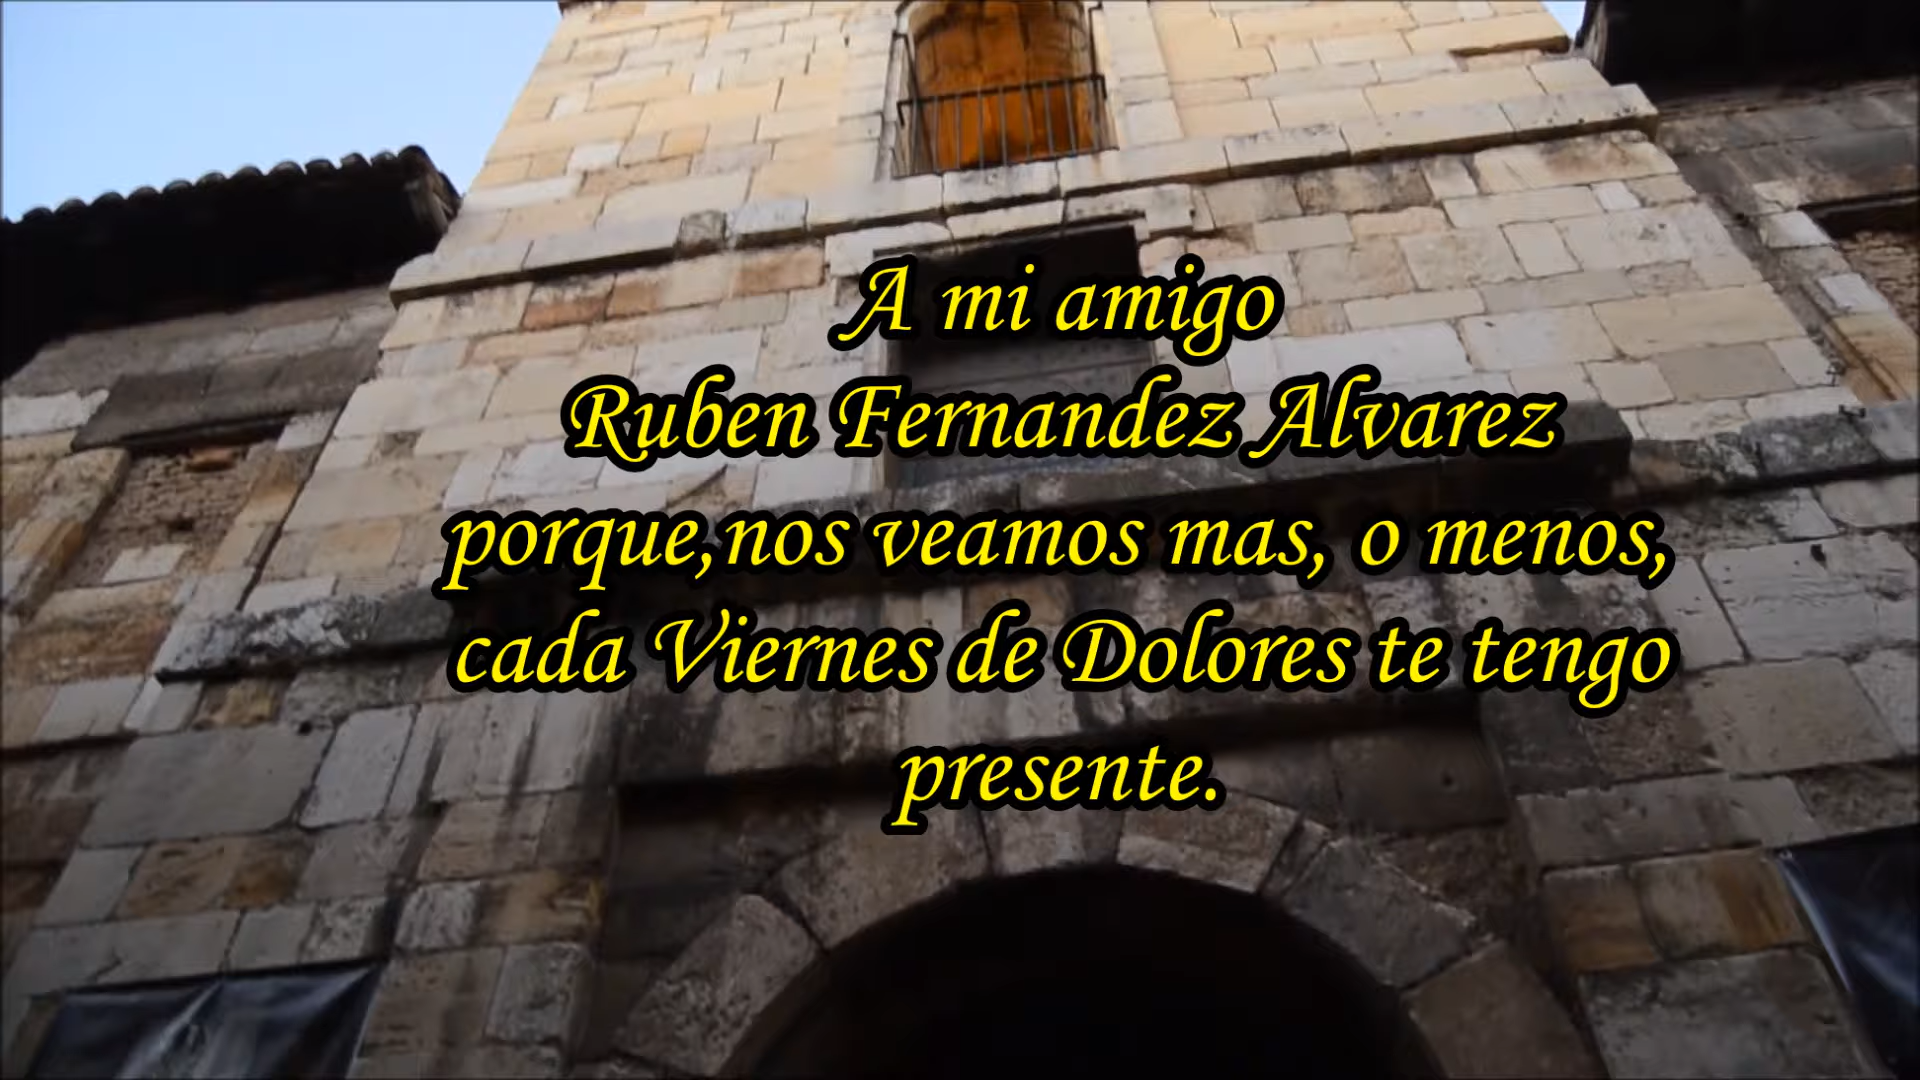 A mi amigo
Ruben Fernandez Alvarez
porque,nos veamos mas, o menos,
cada Viernes de Dolores te tengo
presente.